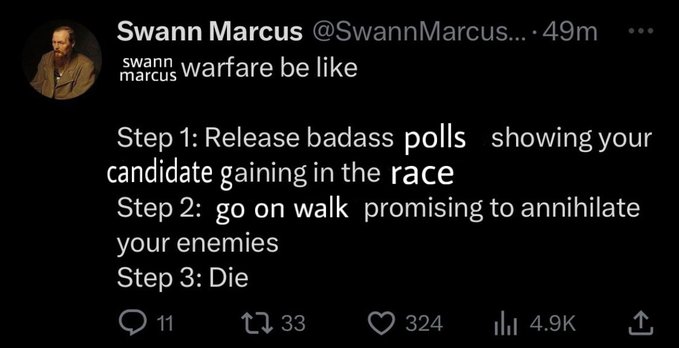 Swann Marcus @SwannMarcus... · 49m ...
swann marcus warfare be like
Step 1: Release badass polls showing your
candidate gaining in the race
Step 2: go on walk promising to annihilate
your enemies
Step 3: Die
11 33 324 4.9K